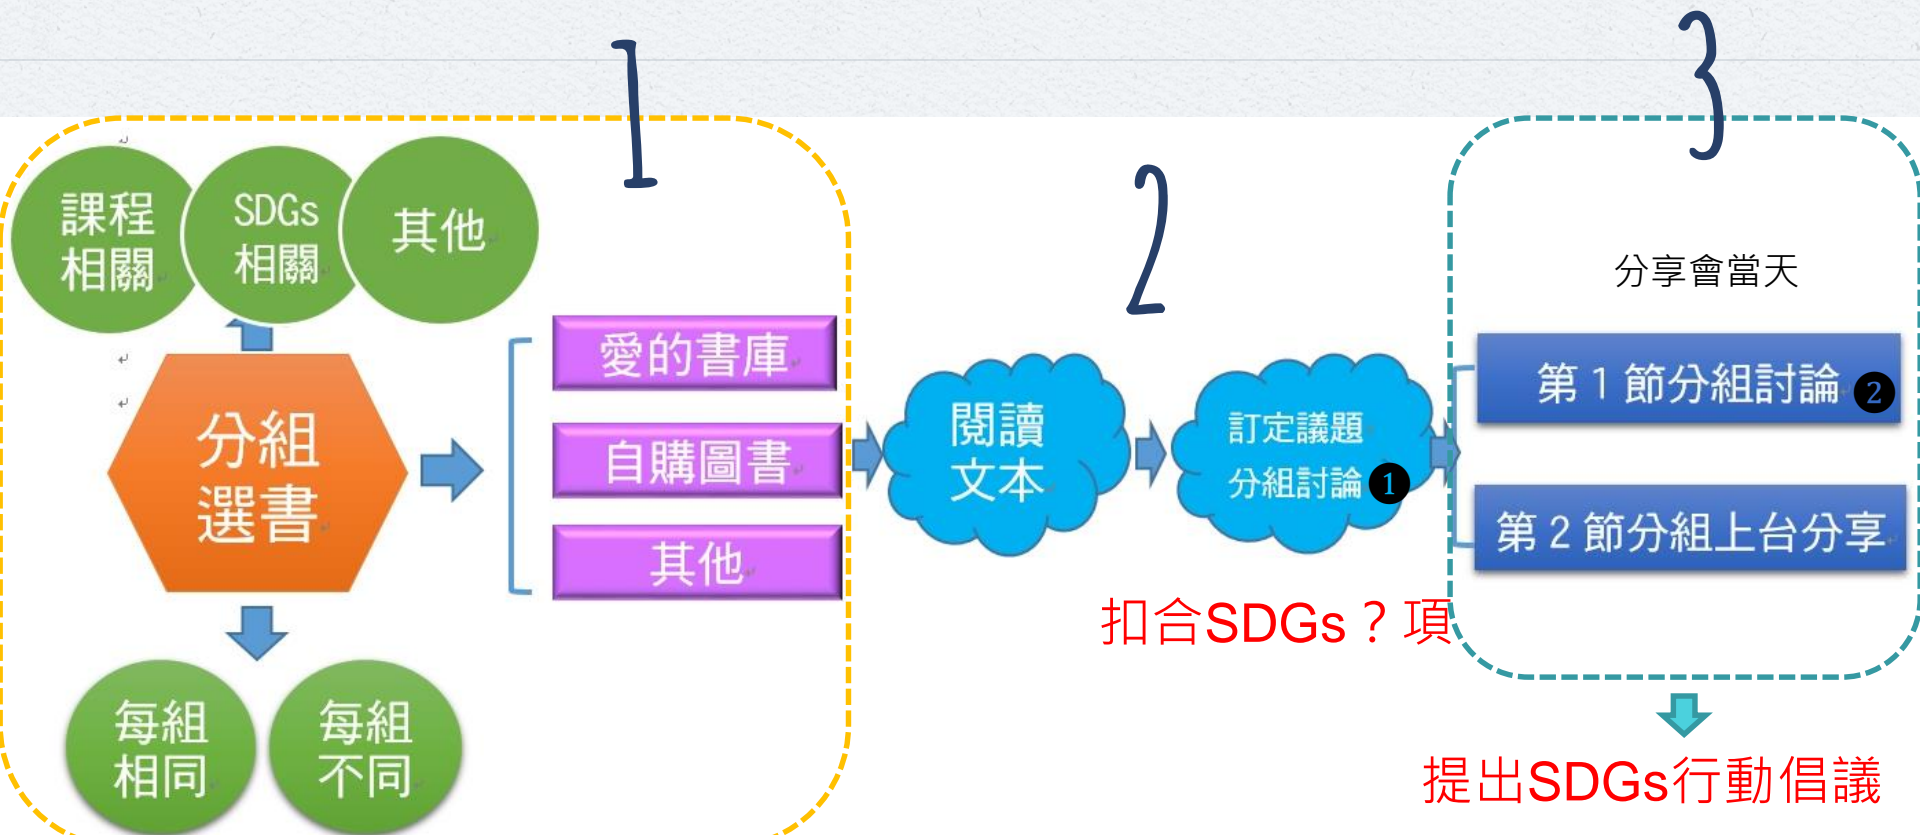 1
課程
相關
SDGs
相關
其他
分組
選書
每組
相同
每組
不同
愛的書庫
自購圖書
其他
2
閱讀
文本
訂定議題
分組討論 ❶
扣合SDGs？項
3
分享會當天
第 1 節分組討論 ❷
第 2 節分組上台分享
提出SDGs行動倡議